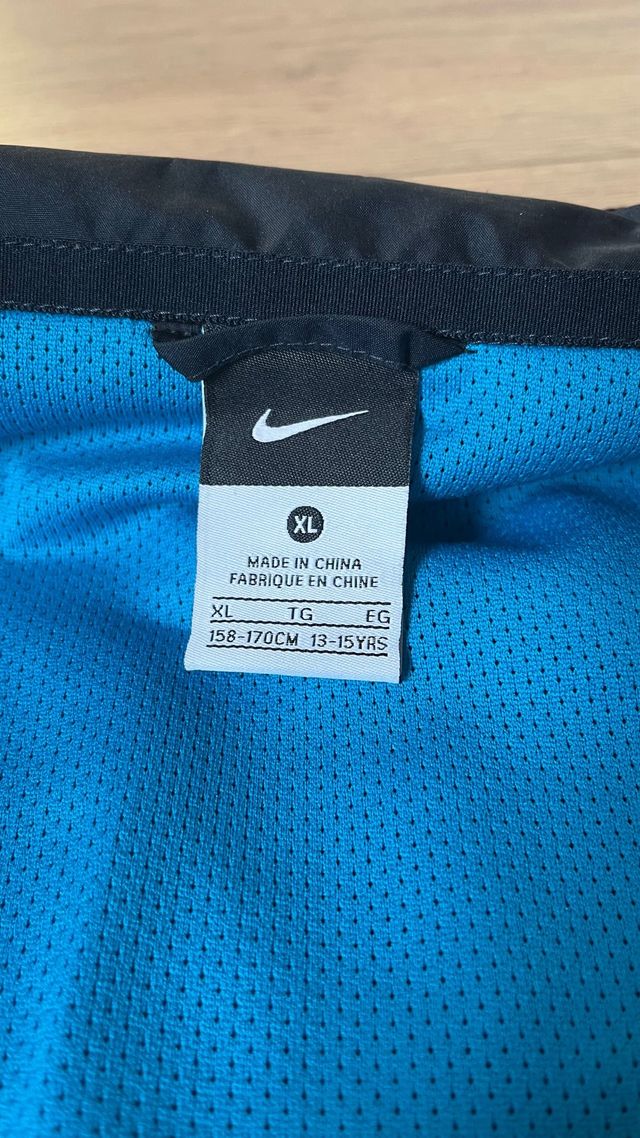 XL
MADE IN CHINA
FABRIQUE EN CHINE
XL TG EG
158-170CM 13-15YRS